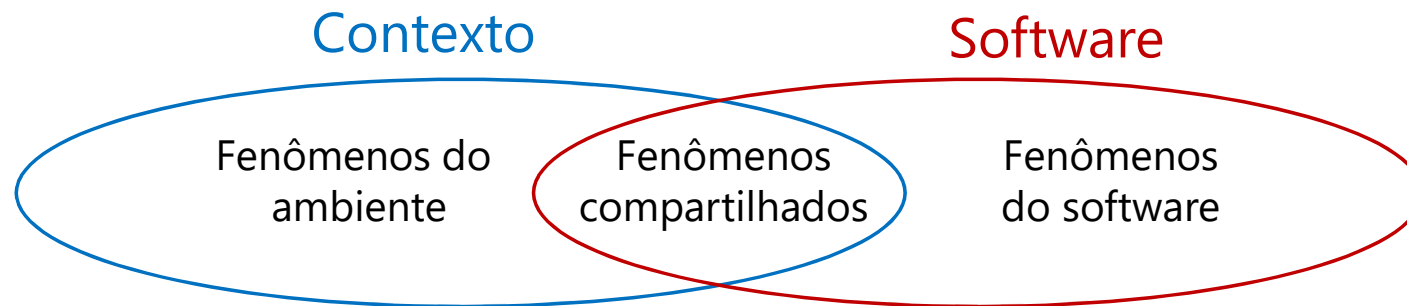 Contexto
Software
Fenômenos do
ambiente
Fenômenos
compartilhados
Fenômenos
do software